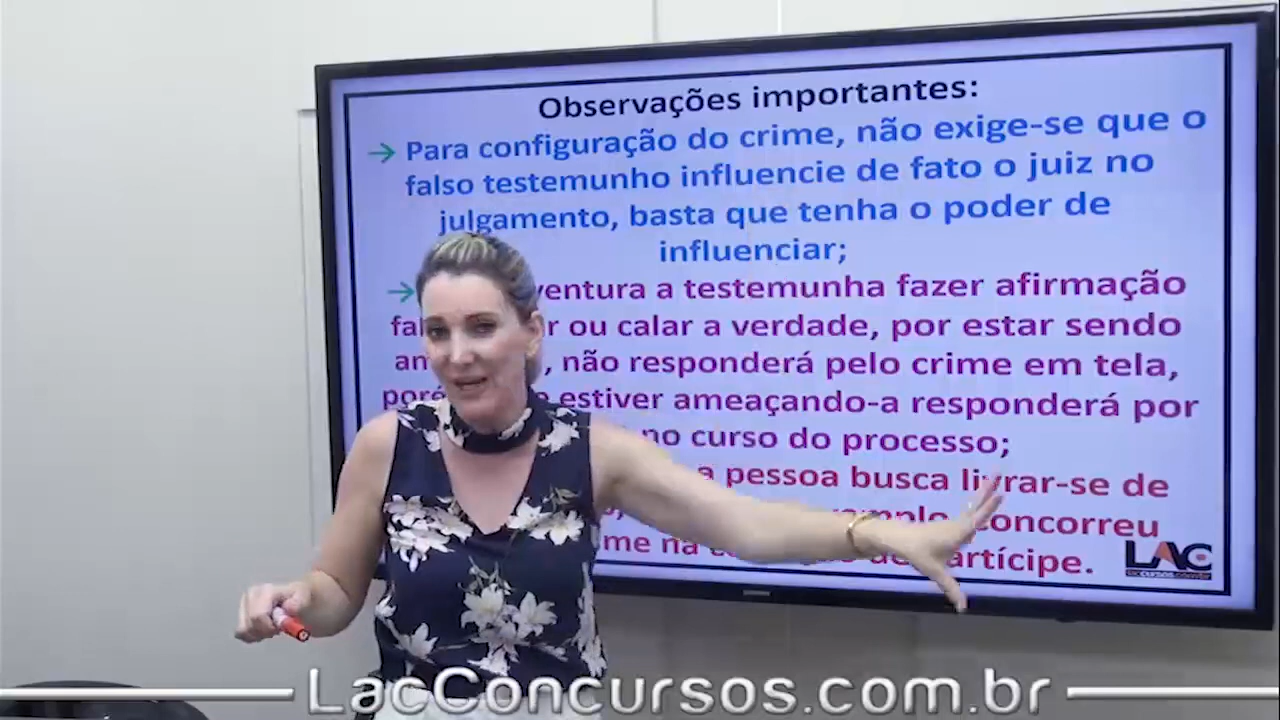 Observações importantes:
→ Para configuração do crime, não exige-se que o
falso testemunho influencie de fato o juiz no
julgamento, basta que tenha o poder de
influenciar;
→ ventura a testemunha fazer afirmação
ou calar a verdade, por estar sendo
não responderá pelo crime em tela,
estiver ameaçando-a responderá por
no curso do processo;
a pessoa busca livrar-se de
concorreu
partícipe.
LAC
LacConcursos.com.br